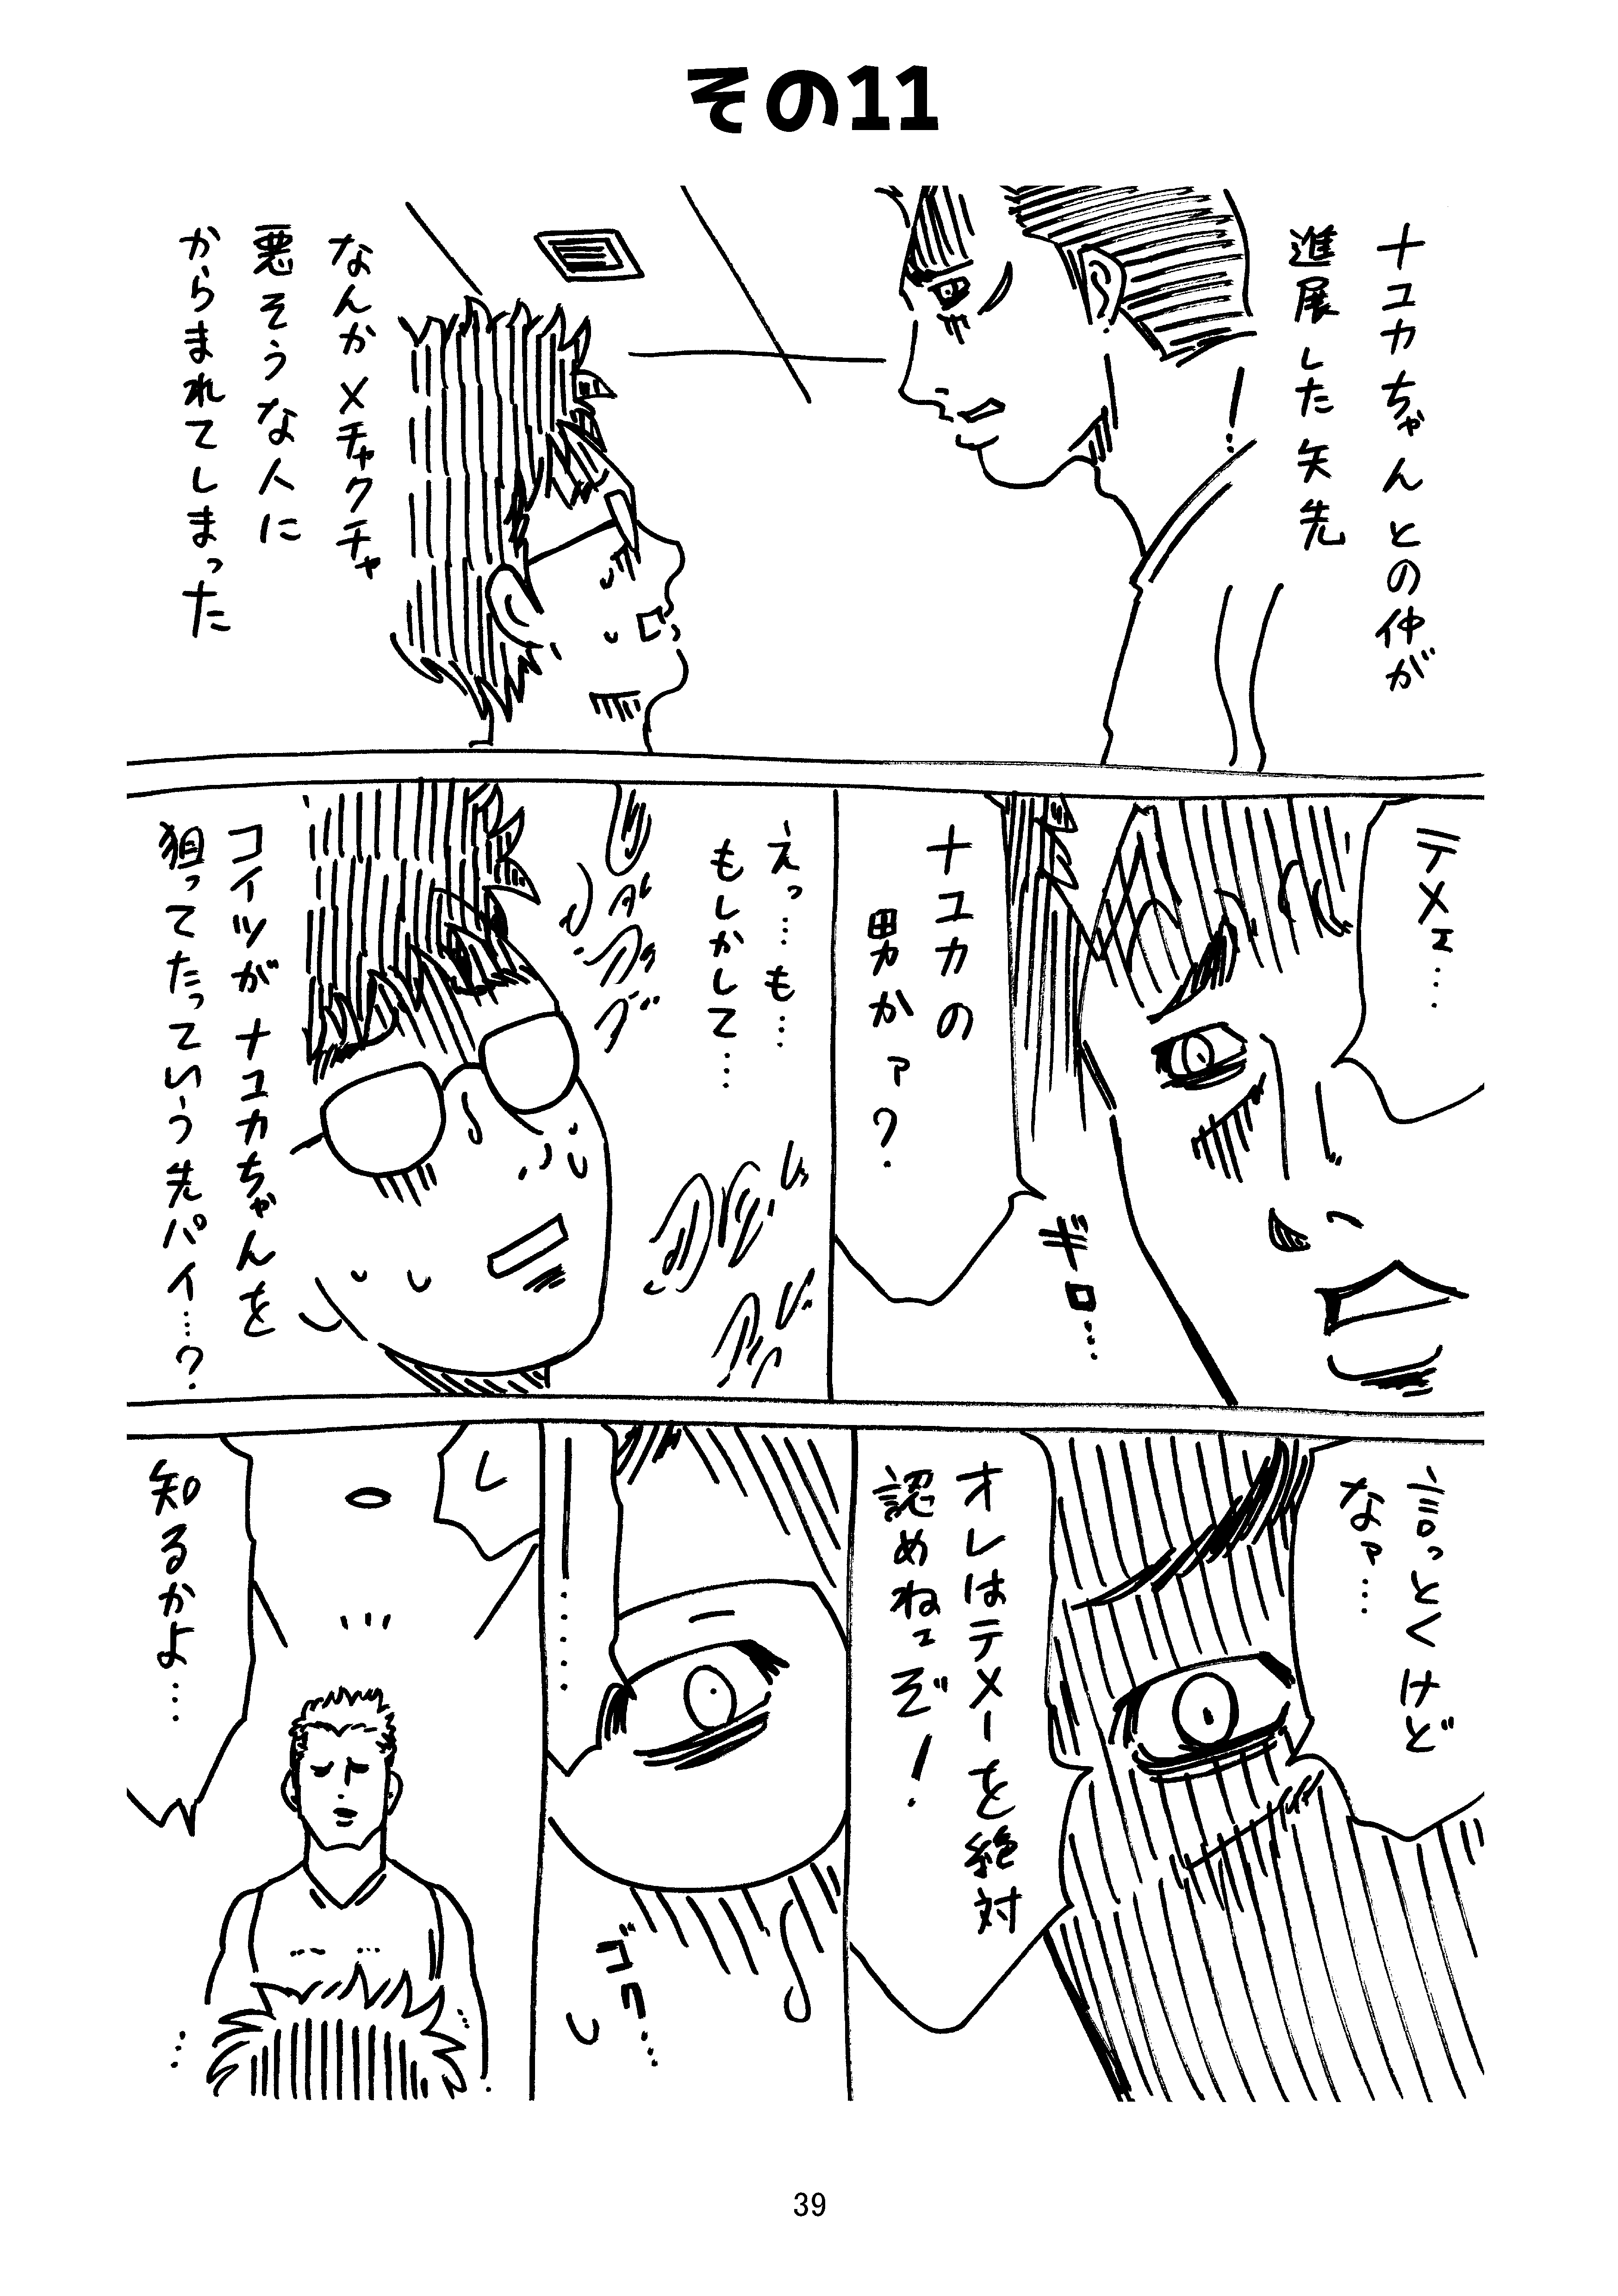 その11
ナユカちゃんとの仲が
進展した矢先
なんかメチャクチャ
悪そうな人に
からまれてしまった
テメェ…
ギロ…
ナユカの
男かァ？
えっ…も…
もしかして…
コイツがナユカちゃんを
狙ってたっていう先パイ…？
言っとくけど
なァ…
オレはテメーを絶対
認めねェぞ！
ゴク…
｜……
し
知るかよ…
39